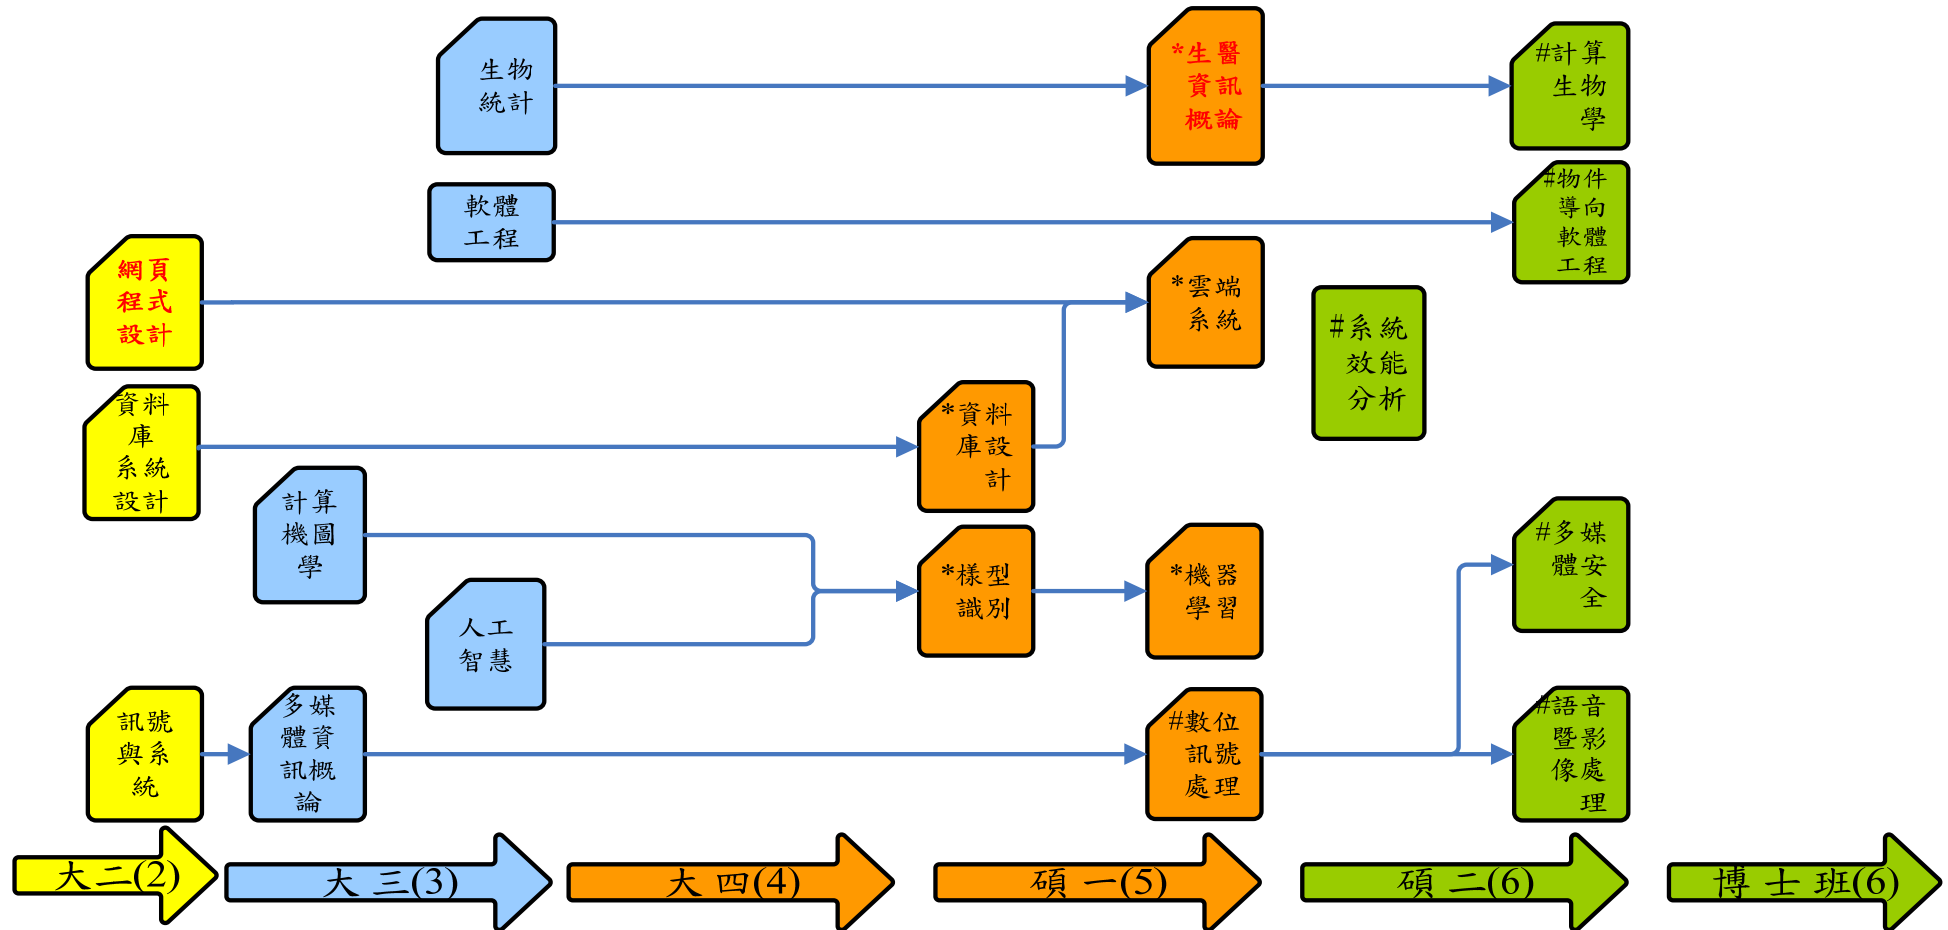 生物
統計
*生醫
資訊
概論
#計算
生物
學
軟體
工程
#物件
導向
軟體
工程
網頁
程式
設計
*雲端
系統
#系統
效能
分析
資料
庫
系統
設計
*資料
庫設
計
計算
機圖
學
*樣型
識別
*機器
學習
#多媒
體安
全
人工
智慧
訊號
與系
統
多媒
體資
訊概
論
#數位
訊號
處理
#語音
暨影
像處
理
大二(2)
大 三(3)
大 四(4)
碩 一(5)
碩 二(6)
博 士 班(6)